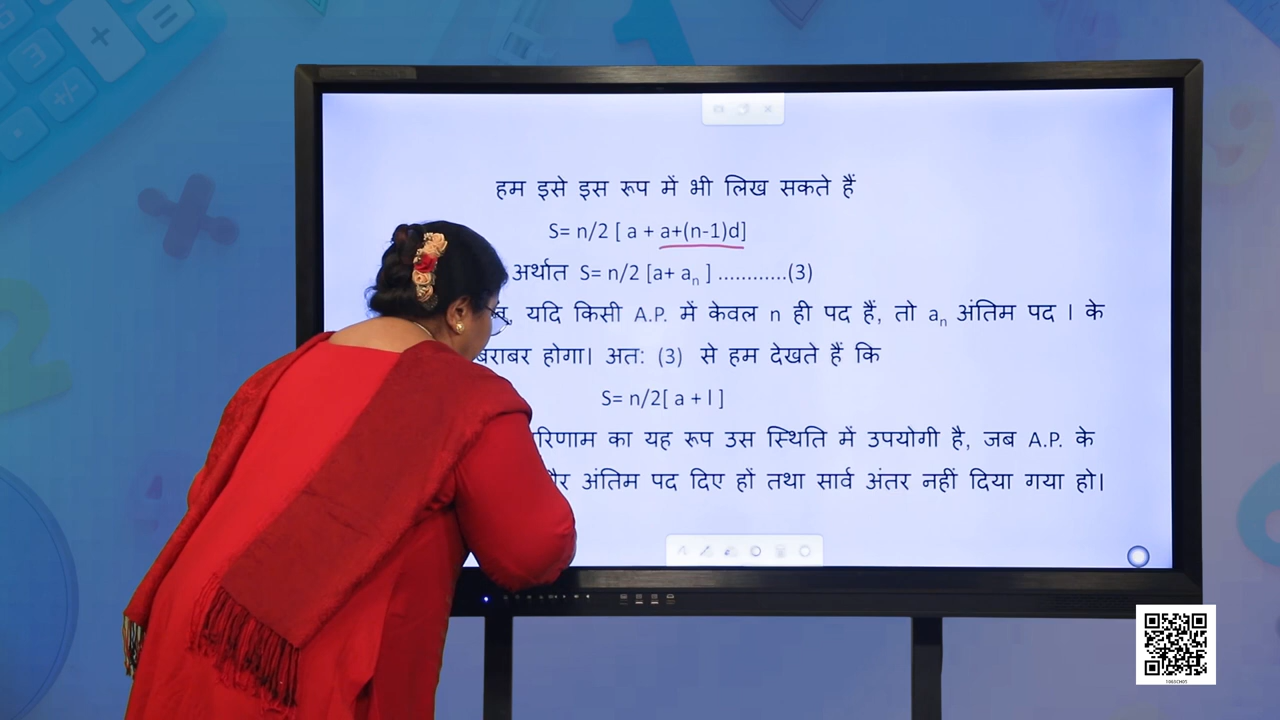 हम इसे इस रूप में भी लिख सकते हैं
S= n/2 [ a + a+(n-1)d]
अर्थात S= n/2 [a+ aₙ ] ............(3)
यदि किसी A.P. में केवल n ही पद हैं, तो aₙ अंतिम पद l के
बराबर होगा। अत: (3) से हम देखते हैं कि
S= n/2[ a + l ]
का यह रूप उस स्थिति में उपयोगी है, जब A.P. के
अंतिम पद दिए हों तथा सार्व अंतर नहीं दिया गया हो।